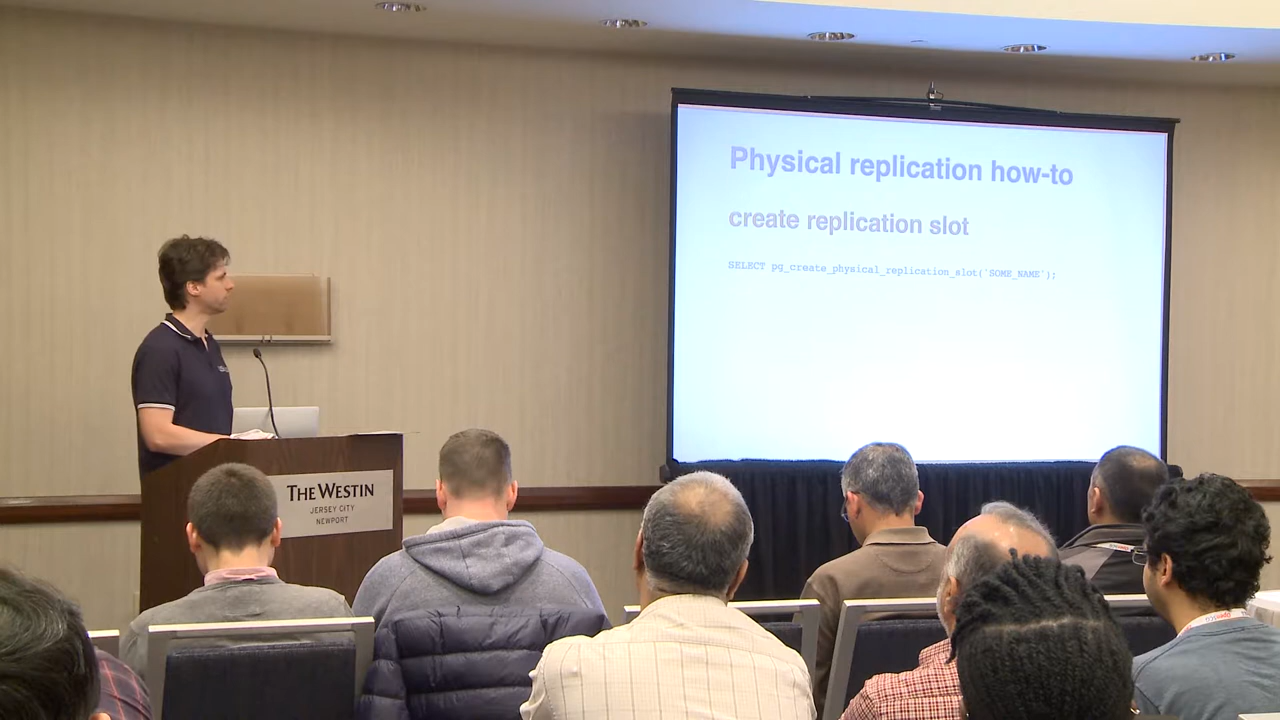 Physical replication how-to
create replication slot
SELECT pg_create_physical_replication_slot('SOME_NAME');
THE WESTIN
JERSEY CITY
NEWPORT